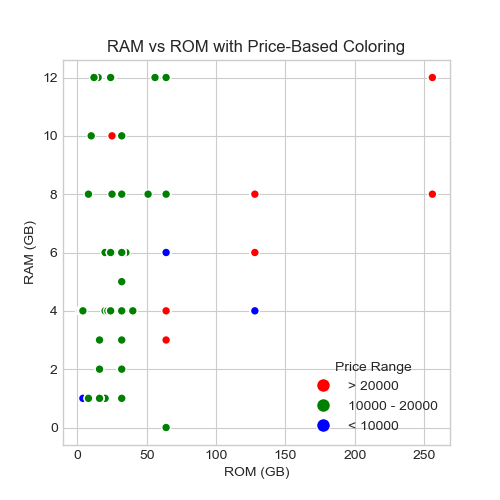 RAM vs ROM with Price-Based Coloring
12
10
8
6
4
2
0
RAM (GB)
0 50 100 150 200 250
ROM (GB)
Price Range
> 20000
10000 - 20000
< 10000